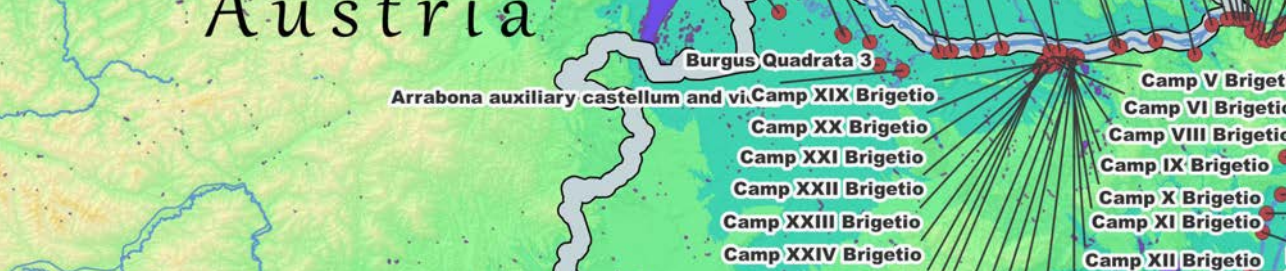 Austria
Burgus Quadrata 3
Arrabona auxiliary castellum and vic
Camp XIX Brigetio
Camp XX Brigetio
Camp XXI Brigetio
Camp XXII Brigetio
Camp XXIII Brigetio
Camp XXIV Brigetio
Camp V Briget
Camp VI Brigetio
Camp VIII Brigetio
Camp IX Brigetio
Camp X Brigetio
Camp XI Brigetio
Camp XII Brigetio